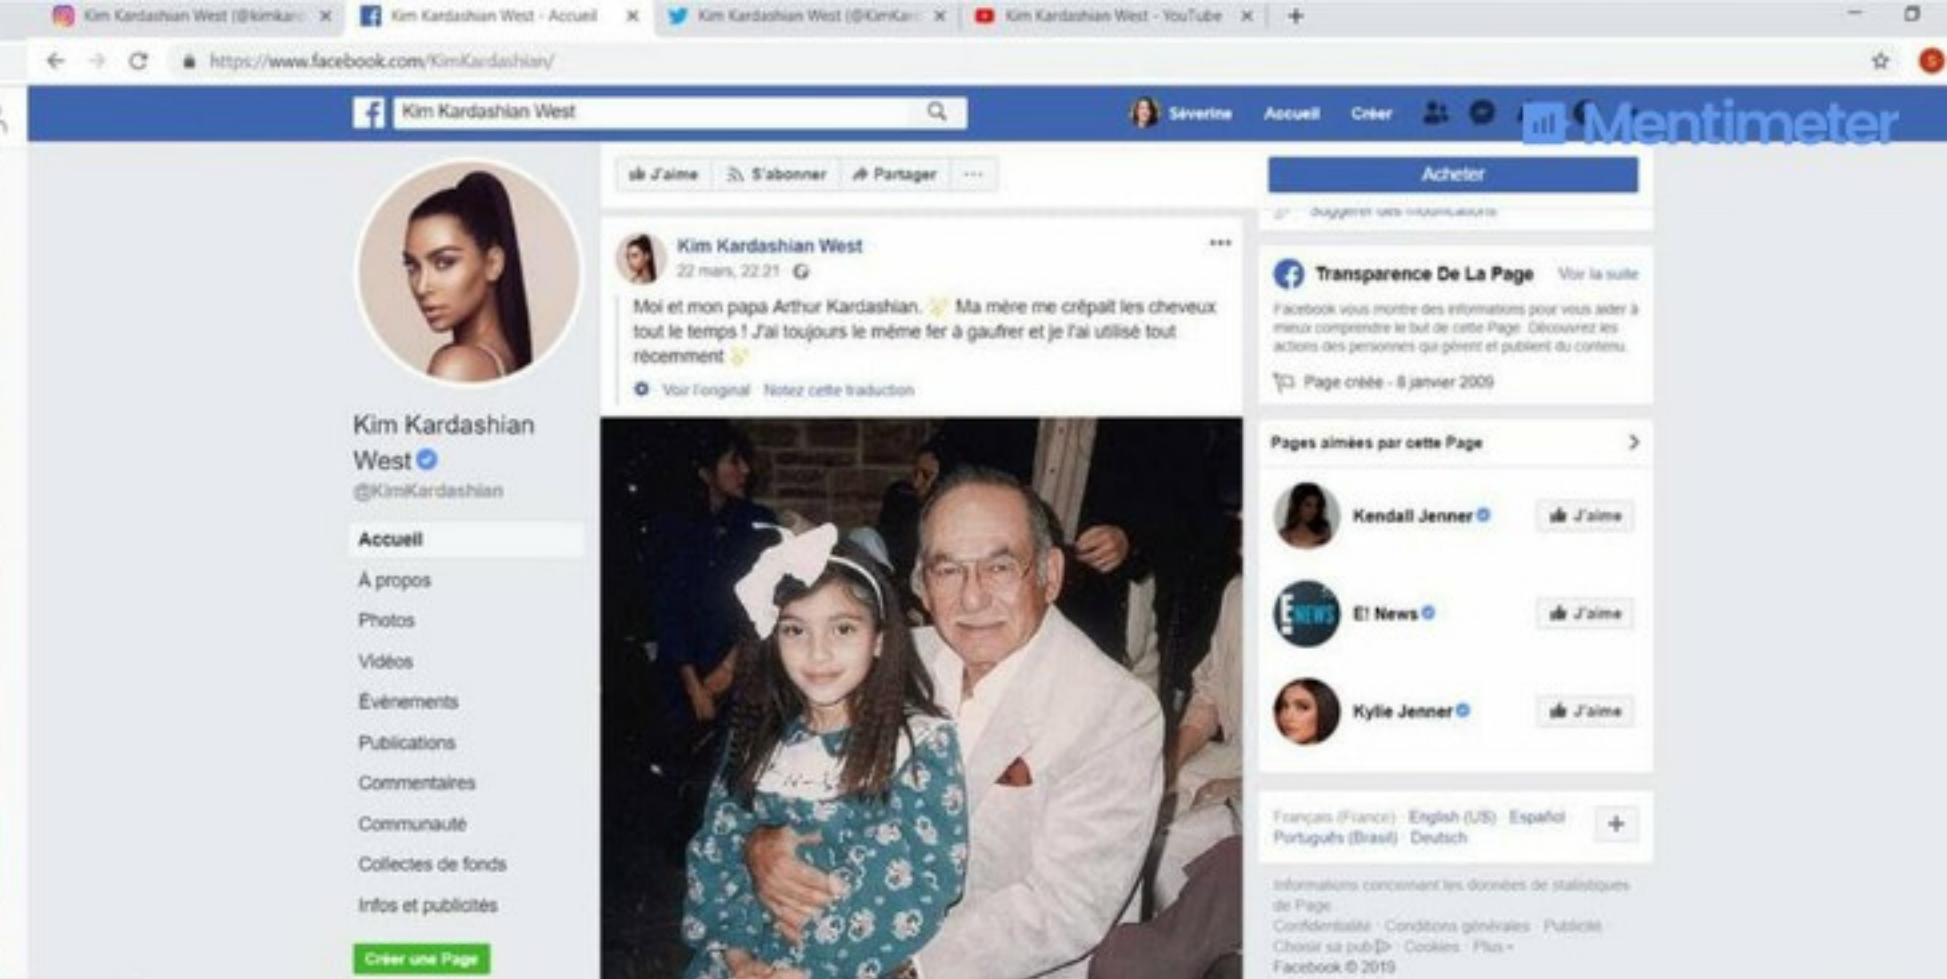 Kim Kardashian West (@kimkar
Kim Kardashian West - Accueil
Kim Kardashian West (@KimKar
Kim Kardashian West - YouTube
https://www.facebook.com/KimKardashian/
S
Kim Kardashian West
Séverine
Accueil
Créer
Mentimeter
J'aime
S'abonner
Partager
Acheter
Suggérer des modifications
Kim Kardashian West
22 mars, 22:21
Moi et mon papa Arthur Kardashian. Ma mère me crêpait les cheveux
tout le temps ! J'ai toujours le même fer à gaufrer et je l'ai utilisé tout
récemment
Voir l'original · Notez cette traduction
Kim Kardashian
West
@KimKardashian
Accueil
À propos
Photos
Vidéos
Évènements
Publications
Commentaires
Communauté
Collectes de fonds
Infos et publicités
Créer une Page
Transparence De La Page
Voir la suite
Facebook vous montre des informations pour vous aider à
mieux comprendre le but de cette Page. Découvrez les
actions des personnes qui gèrent et publient du contenu.
Page créée - 8 janvier 2009
Pages aimées par cette Page
Kendall Jenner
J'aime
E! NEWS
E! News
J'aime
Kylie Jenner
J'aime
Français (France) · English (US) · Español
Português (Brasil) · Deutsch
Informations concernant les données de statistiques
de Page
Confidentialité · Conditions générales · Publicité ·
Choisir sa pub · Cookies · Plus
Facebook © 2019